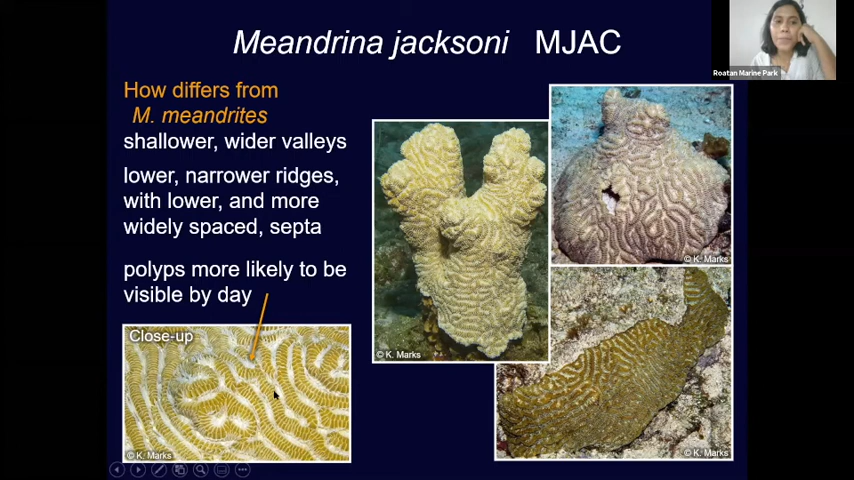 Meandrina jacksoni MJAC
Roatan Marine Park
How differs from
M. meandrites
shallower, wider valleys
lower, narrower ridges,
with lower, and more
widely spaced, septa
polyps more likely to be
visible by day
Close-up
© K. Marks
© K. Marks
© K. Marks
© K. Marks